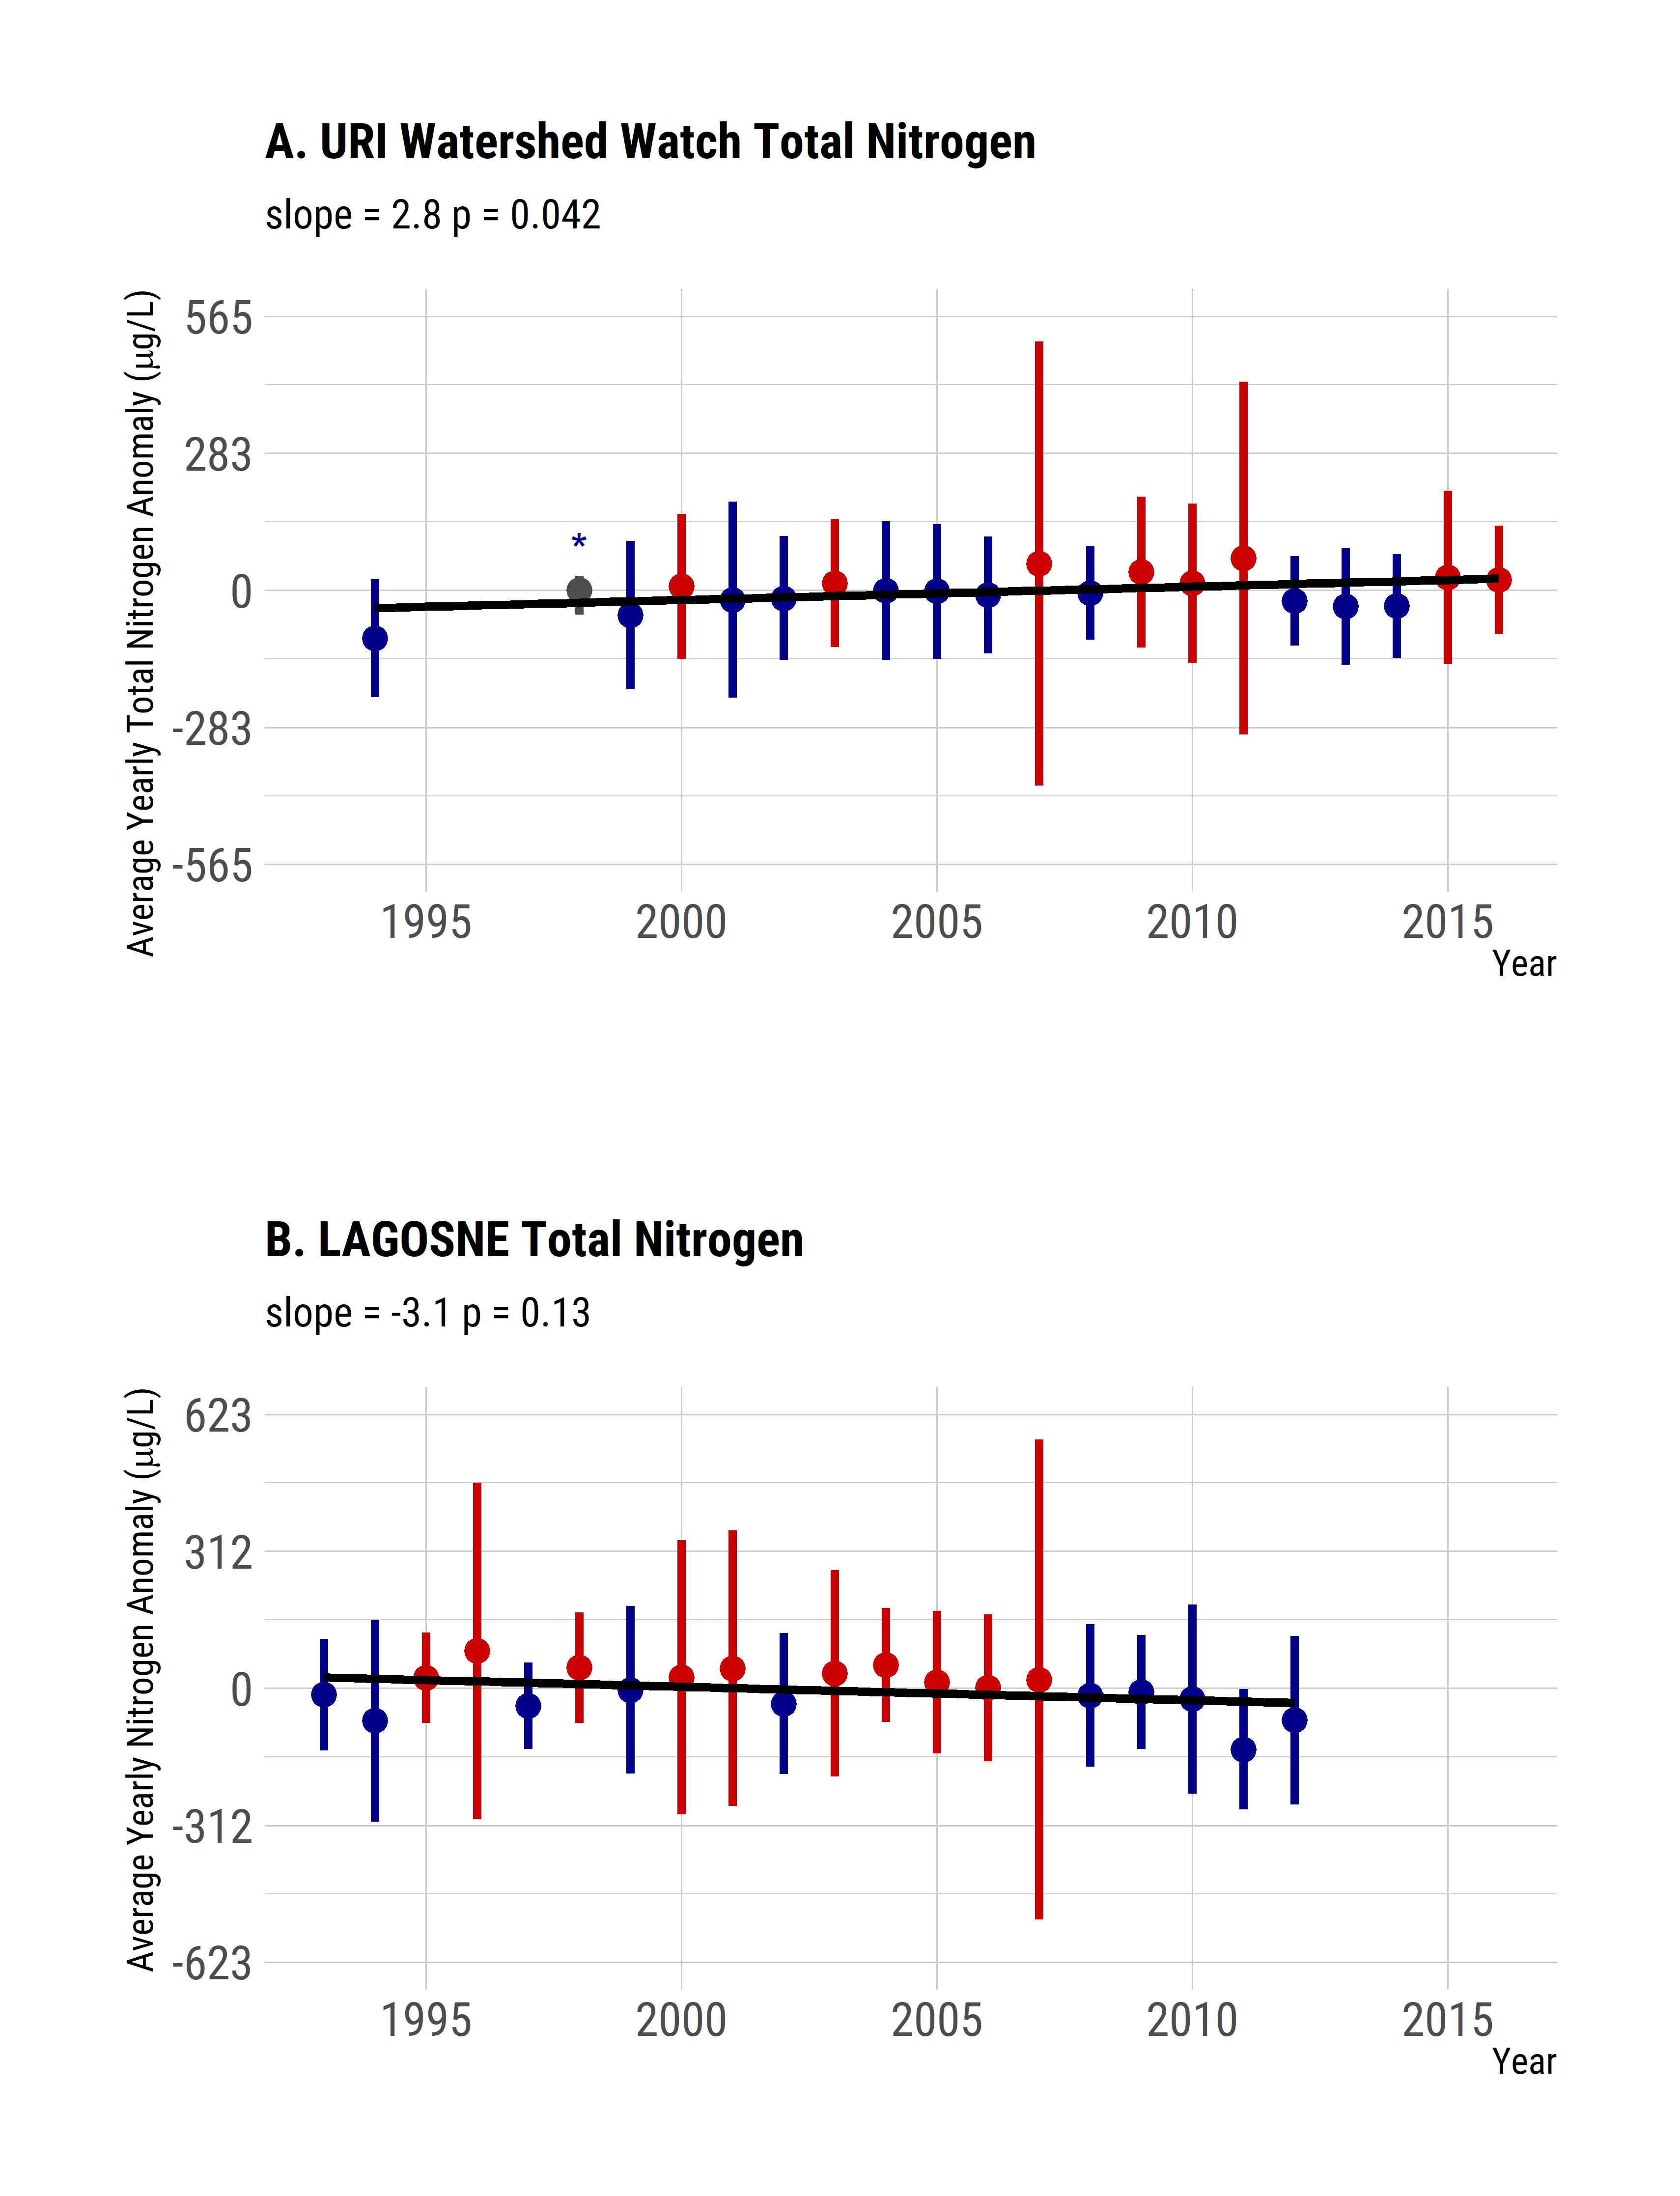 A. URI Watershed Watch Total Nitrogen
slope = 2.8 p = 0.042
Average Yearly Total Nitrogen Anomaly (µg/L)
565
283
0
-283
-565
*
1995 2000 2005 2010 2015
Year
B. LAGOSNE Total Nitrogen
slope = -3.1 p = 0.13
Average Yearly Nitrogen Anomaly (µg/L)
623
312
0
-312
-623
1995 2000 2005 2010 2015
Year